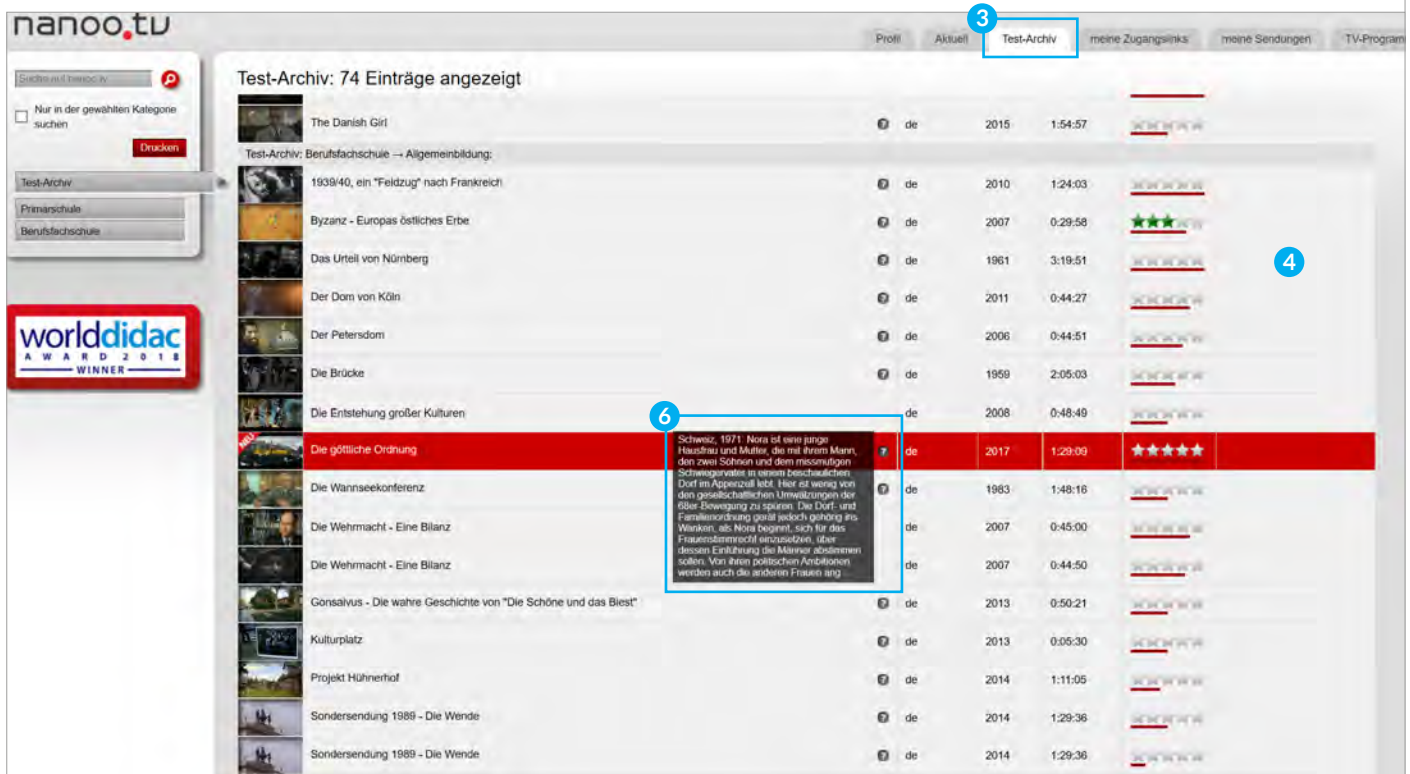 nanoo.tv
3
Profil Aktuell Test-Archiv meine Zugangslinks meine Sendungen TV-Program
Suche auf nanoo.tv
Nur in der gewählten Kategorie
suchen
Drucken
Test-Archiv
Primarschule
Berufsfachschule
worlddidac
AWARD 2018
WINNER
Test-Archiv: 74 Einträge angezeigt
The Danish Girl ? de 2015 1:54:57
Test-Archiv: Berufsfachschule → Allgemeinbildung:
1939/40, ein "Feldzug" nach Frankreich ? de 2010 1:24:03
Byzanz - Europas östliches Erbe ? de 2007 0:29:58
Das Urteil von Nürnberg ? de 1961 3:19:51
4
Der Dom von Köln ? de 2011 0:44:27
Der Petersdom ? de 2006 0:44:51
Die Brücke ? de 1959 2:05:03
Die Entstehung großer Kulturen de 2008 0:48:49
6
NEU Die göttliche Ordnung ? de 2017 1:29:09
Schweiz, 1971: Nora ist eine junge
Hausfrau und Mutter, die mit ihrem Mann,
den zwei Söhnen und dem missmutigen
Schwiegervater in einem beschaulichen
Dorf im Appenzell lebt. Hier ist wenig von
den gesellschaftlichen Umwälzungen der
68er-Bewegung zu spüren. Die Dorf- und
Familienordnung gerät jedoch gehörig ins
Wanken, als Nora beginnt, sich für das
Frauenstimmrecht einzusetzen, über
dessen Einführung die Männer abstimmen
sollen. Von ihren politischen Ambitionen
werden auch die anderen Frauen ang
Die Wannseekonferenz ? de 1983 1:48:16
Die Wehrmacht - Eine Bilanz de 2007 0:45:00
Die Wehrmacht - Eine Bilanz de 2007 0:44:50
Gonsalvus - Die wahre Geschichte von "Die Schöne und das Biest" ? de 2013 0:50:21
Kulturplatz ? de 2013 0:05:30
Projekt Hühnerhof ? de 2014 1:11:05
Sondersendung 1989 - Die Wende ? de 2014 1:29:36
Sondersendung 1989 - Die Wende ? de 2014 1:29:36